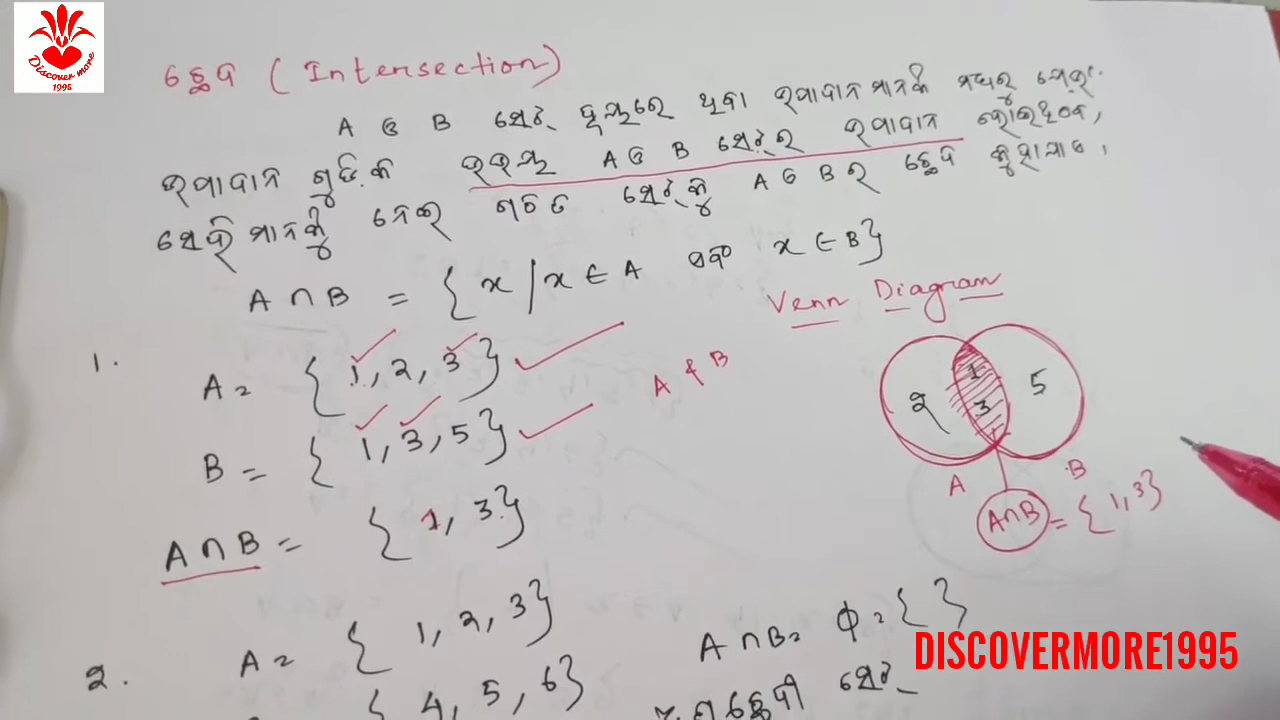 Discover more
1995
ଛେଦ (Intersection)
A ଓ B ସେଟ୍ ଦ୍ୱୟରେ ଥିବା ଉପାଦାନମାନଙ୍କ ମଧ୍ୟରୁ ଯେଉଁ
ଉପାଦାନ ଗୁଡ଼ିକ ଉଭୟ A ଓ B ସେଟ୍‌ର ଉପାଦାନ ହୋଇଥିବେ,
ସେହି ମାନଙ୍କୁ ନେଇ ଗଠିତ ସେଟ୍‌କୁ A ଓ B ର ଛେଦ କୁହାଯାଏ ।
A ∩ B = { x / x ∈ A ଏବଂ x ∈ B}
Venn Diagram
1. A = { 1, 2, 3}
B = { 1, 3, 5}
A & B
A ∩ B = { 1, 3 }
2 1 3 5
A B
A∩B = { 1, 3}
2. A = { 1, 2, 3}
A ∩ B = ϕ = { }
{ 4, 5, 6}
ସେଟ୍
DISCOVERMORE1995